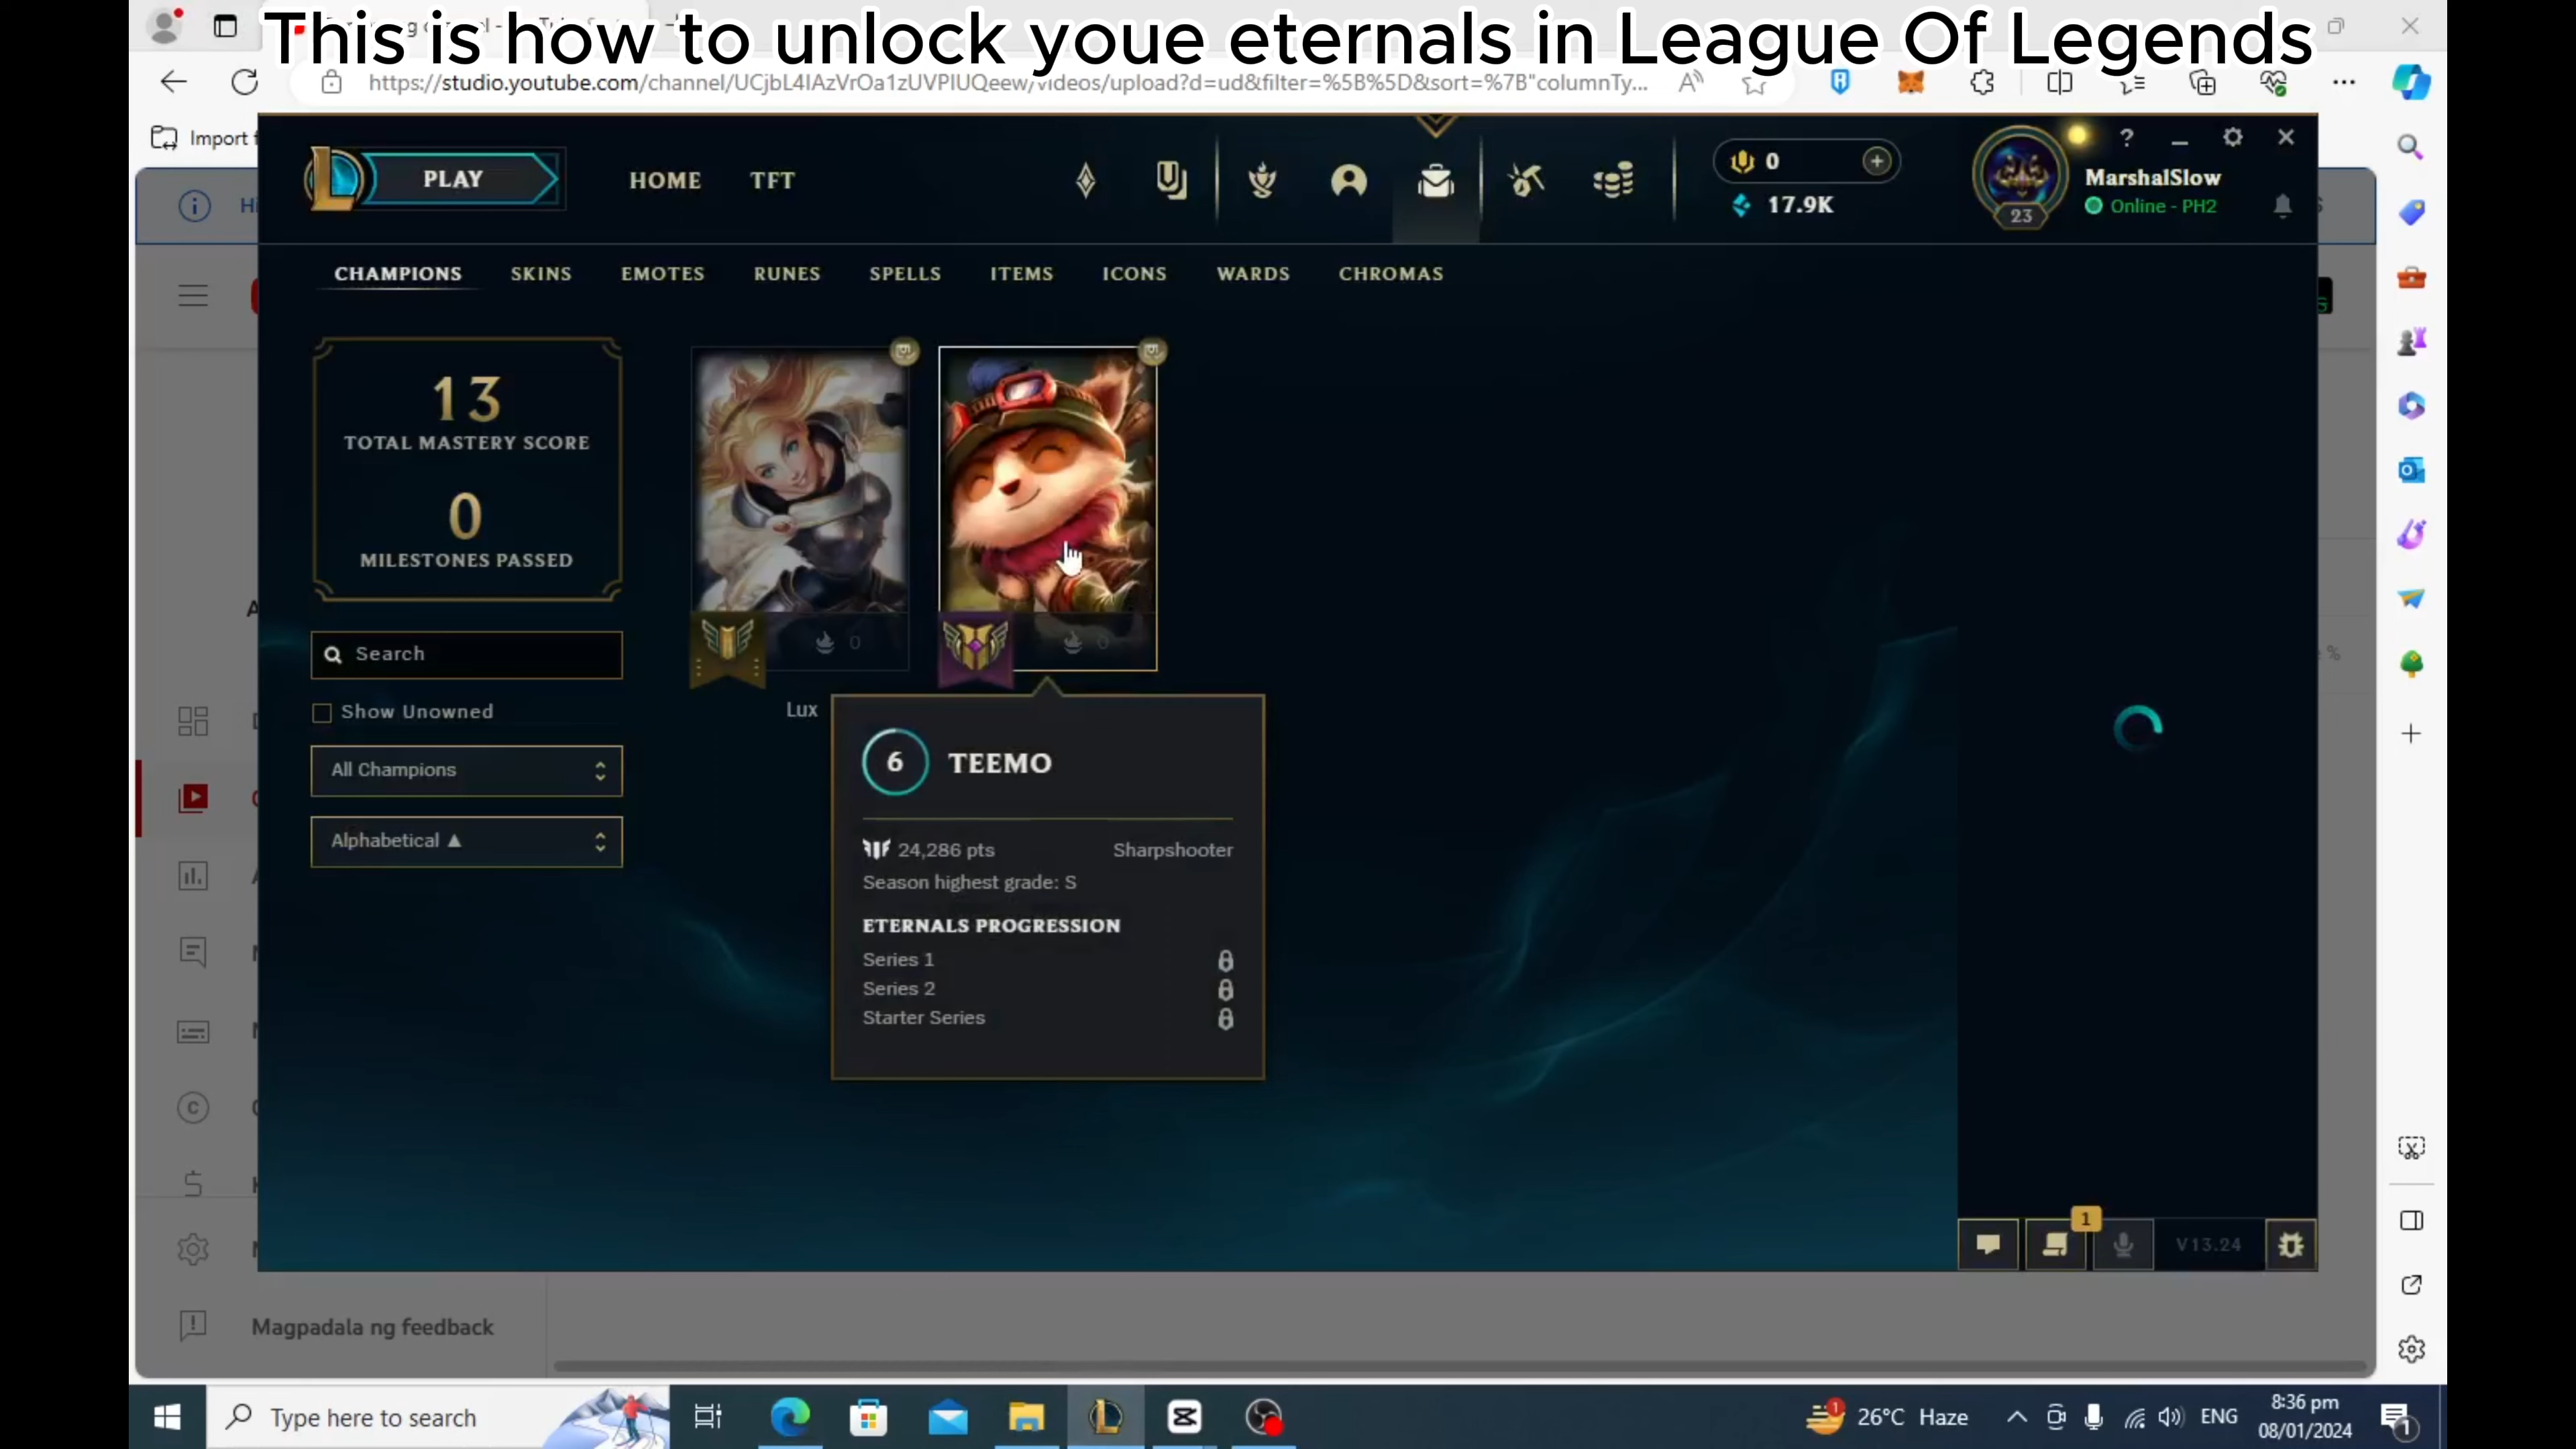 This is how to unlock youe eternals in League Of Legends
https://studio.youtube.com/channel/UCjbL4IAzVrOa1zUVPIUQeew/videos/upload?d=ud&filter=%5B%5D&sort=%7B"columnTy...
Import f
PLAY
HOME
TFT
0
17.9K
23
MarshalSlow
Online - PH2
CHAMPIONS
SKINS
EMOTES
RUNES
SPELLS
ITEMS
ICONS
WARDS
CHROMAS
13
TOTAL MASTERY SCORE
0
MILESTONES PASSED
Search
Show Unowned
All Champions
Alphabetical ▲
0
0
Lux
6
TEEMO
24,286 pts
Sharpshooter
Season highest grade: S
ETERNALS PROGRESSION
Series 1
Series 2
Starter Series
1
V13.24
Magpadala ng feedback
Type here to search
1
26°C Haze
ENG
8:36 pm
08/01/2024
1